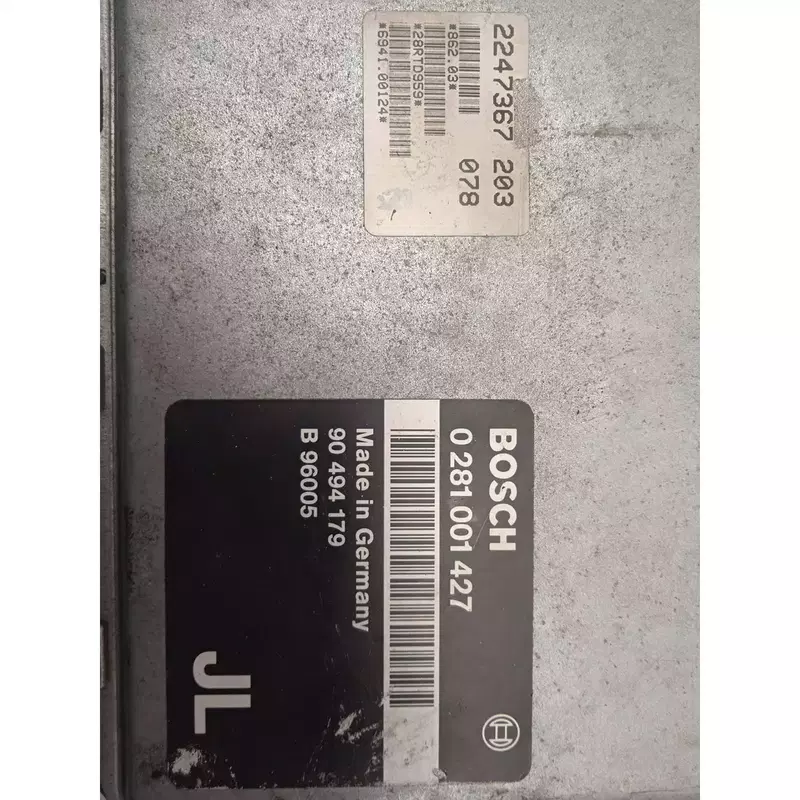 2247367 203
078
*862.03*
*28RTD959*
*6941.00124*
BOSCH
0 281 001 427
Made in Germany
90 494 179
B 96005
JL